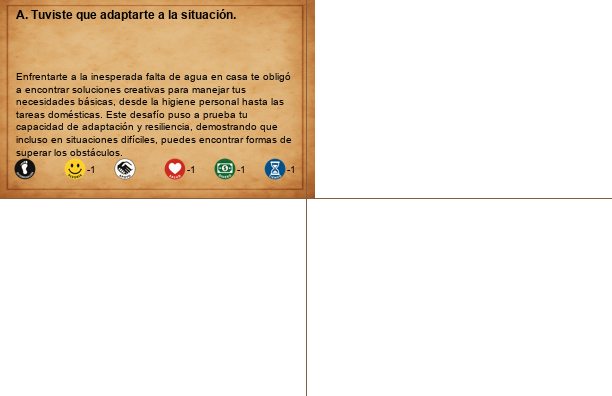 A. Tuviste que adaptarte a la situación.
Enfrentarte a la inesperada falta de agua en casa te obligó
a encontrar soluciones creativas para manejar tus
necesidades básicas, desde la higiene personal hasta las
tareas domésticas. Este desafío puso a prueba tu
capacidad de adaptación y resiliencia, demostrando que
incluso en situaciones difíciles, puedes encontrar formas de
superar los obstáculos.
-1 -1 -1 -1